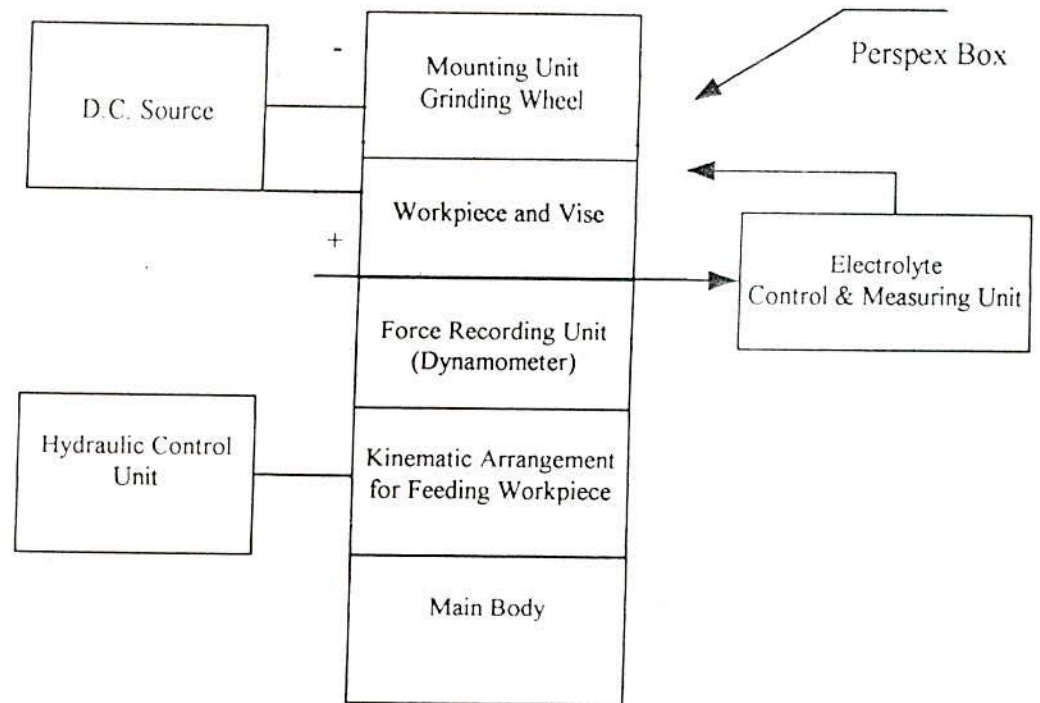 -
Mounting Unit
Grinding Wheel
Perspex Box
D.C. Source
Workpiece and Vise
+
Electrolyte
Control & Measuring Unit
Force Recording Unit
(Dynamometer)
Hydraulic Control
Unit
Kinematic Arrangement
for Feeding Workpiece
Main Body